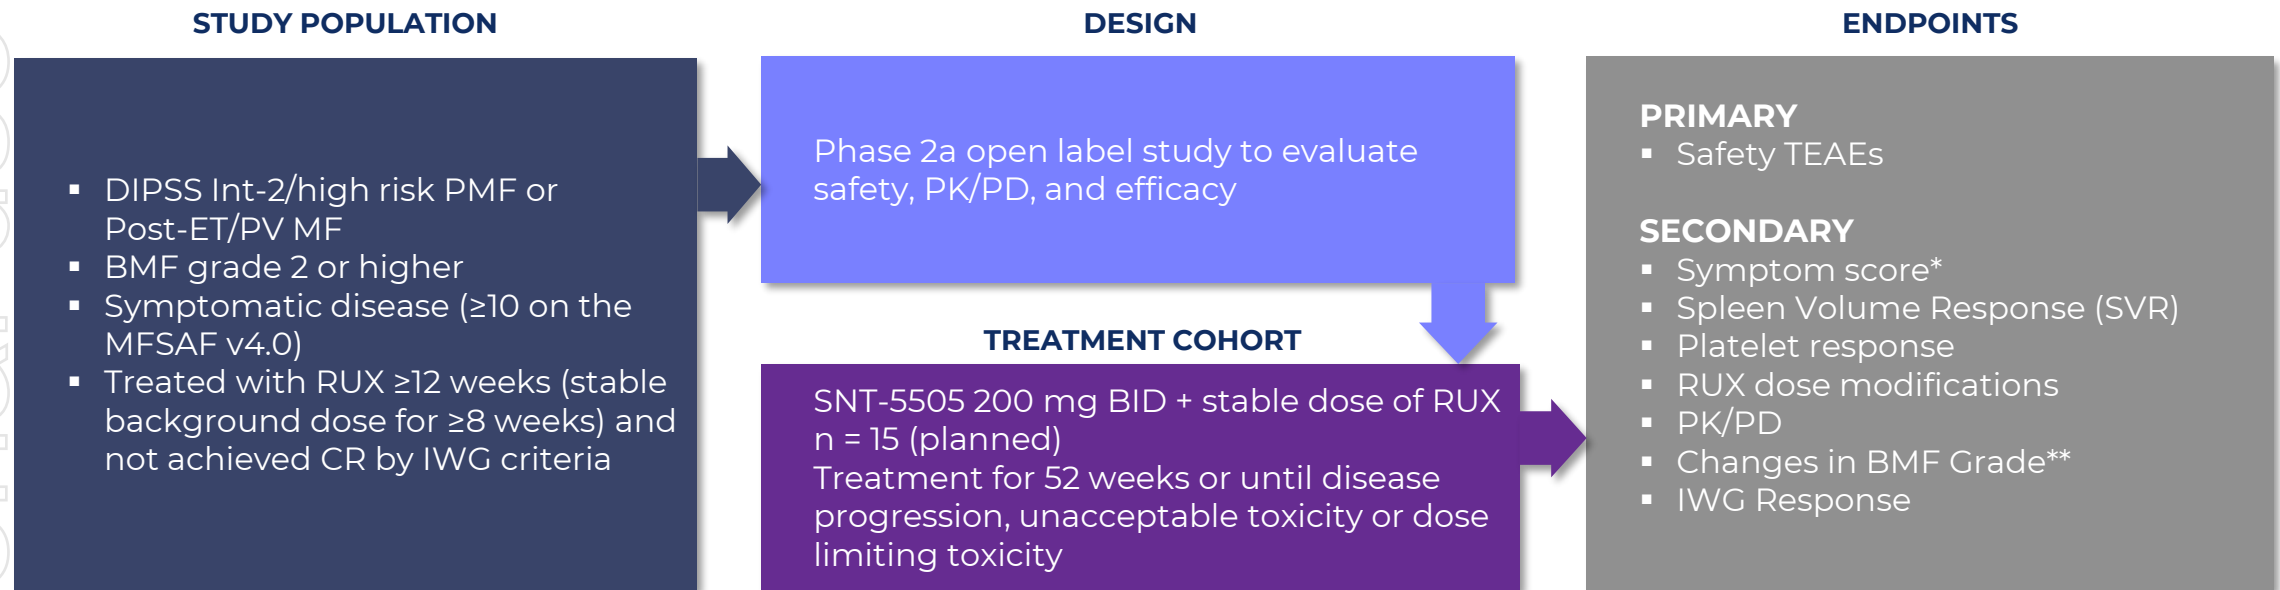 STUDY POPULATION
▪ DIPSS Int-2/high risk PMF or
Post-ET/PV MF
▪ BMF grade 2 or higher
▪ Symptomatic disease (≥10 on the
MFSAF v4.0)
▪ Treated with RUX ≥12 weeks (stable
background dose for ≥8 weeks) and
not achieved CR by IWG criteria
DESIGN
Phase 2a open label study to evaluate
safety, PK/PD, and efficacy
TREATMENT COHORT
SNT-5505 200 mg BID + stable dose of RUX
n = 15 (planned)
Treatment for 52 weeks or until disease
progression, unacceptable toxicity or dose
limiting toxicity
ENDPOINTS
PRIMARY
▪ Safety TEAEs
SECONDARY
▪ Symptom score*
▪ Spleen Volume Response (SVR)
▪ Platelet response
▪ RUX dose modifications
▪ PK/PD
▪ Changes in BMF Grade**
▪ IWG Response